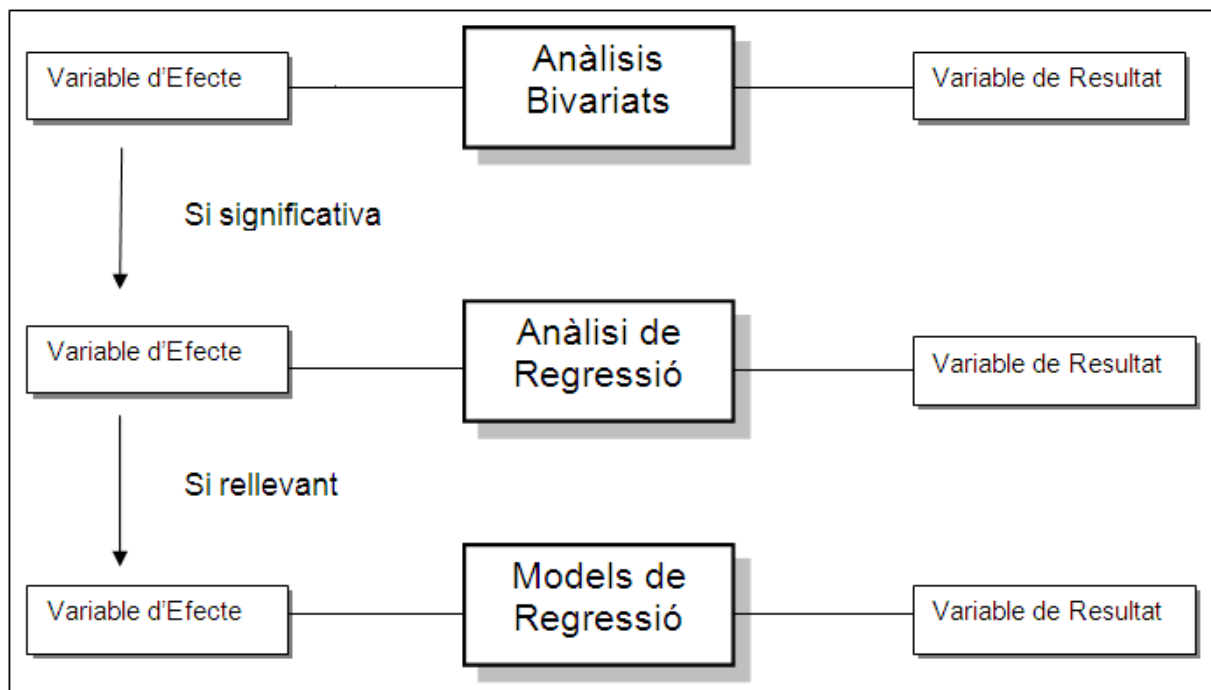 Variable d'Efecte
Anàlisis
Bivariats
Variable de Resultat
Si significativa
Variable d'Efecte
Anàlisi de
Regressió
Variable de Resultat
Si rellevant
Variable d'Efecte
Models de
Regressió
Variable de Resultat